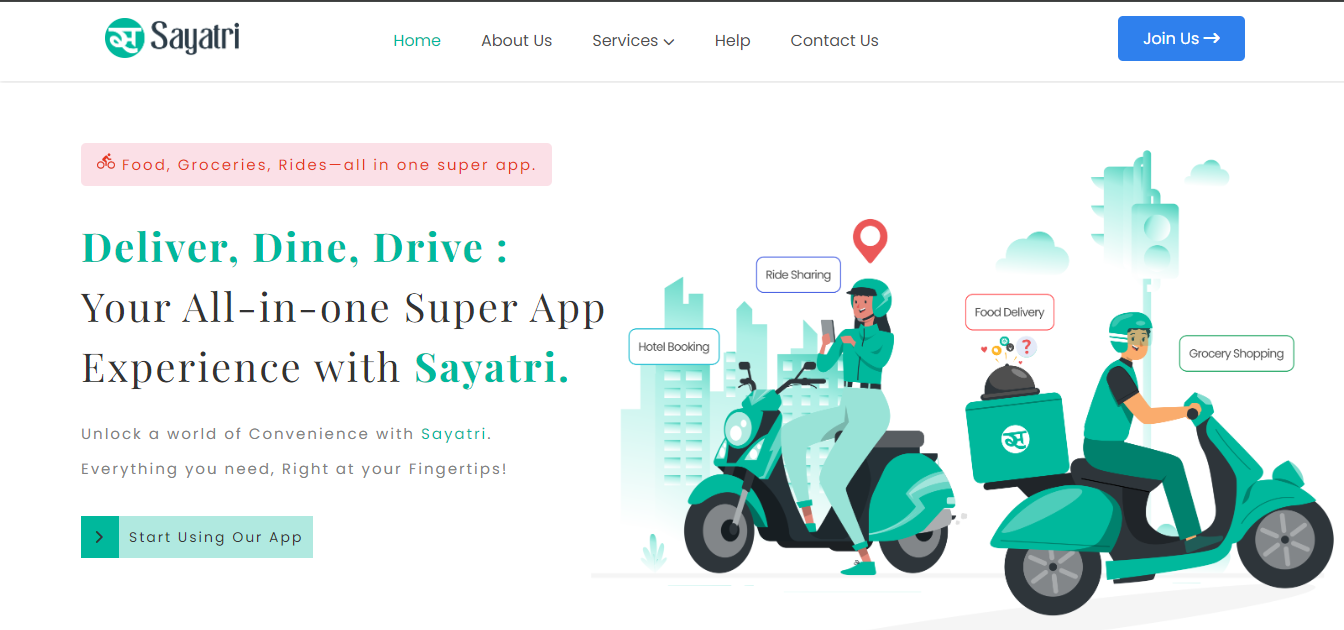 स Sayatri
Home
About Us
Services
Help
Contact Us
Join Us →
Food, Groceries, Rides—all in one super app.
Deliver, Dine, Drive :
Your All-in-one Super App
Experience with Sayatri.
Unlock a world of Convenience with Sayatri.
Everything you need, Right at your Fingertips!
Start Using Our App
Ride Sharing
Hotel Booking
Food Delivery
?
Grocery Shopping
स